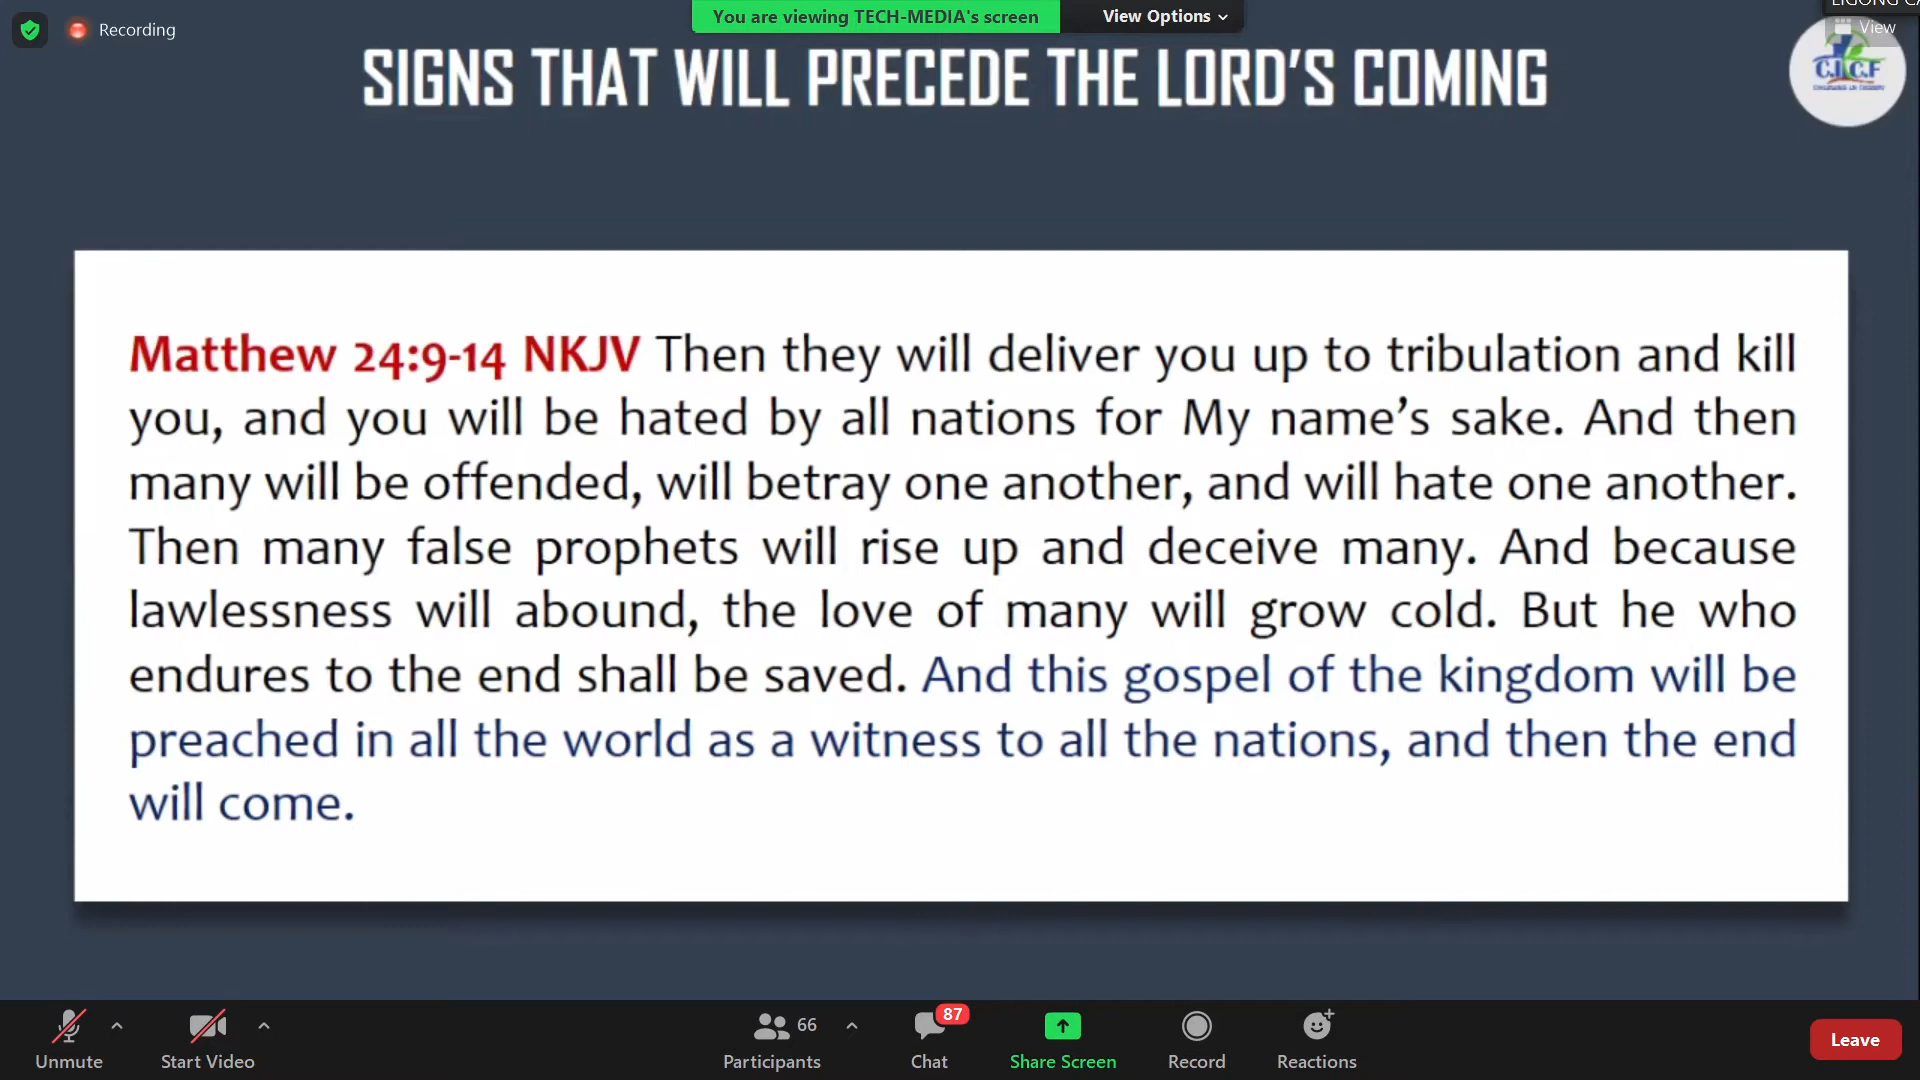 You are viewing TECH-MEDIA's screen
View Options
Recording
View
SIGNS THAT WILL PRECEDE THE LORD'S COMING
C.I.C.F
Matthew 24:9-14 NKJV Then they will deliver you up to tribulation and kill
you, and you will be hated by all nations for My name's sake. And then
many will be offended, will betray one another, and will hate one another.
Then many false prophets will rise up and deceive many. And because
lawlessness will abound, the love of many will grow cold. But he who
endures to the end shall be saved. And this gospel of the kingdom will be
preached in all the world as a witness to all the nations, and then the end
will come.
Unmute
Start Video
66
Participants
87
Chat
Share Screen
Record
Reactions
Leave